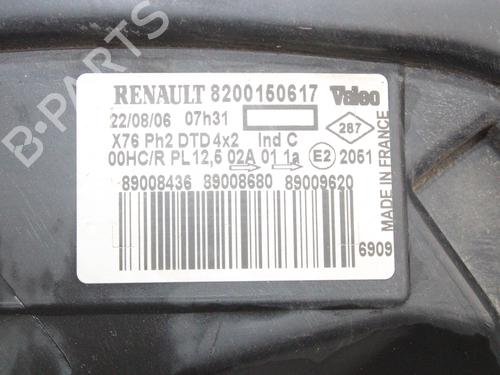 RENAULT 8200150617 Valeo
22/08/06 07h31
287
X76 Ph2 DTD 4x2 Ind C
00HC/R PL 12,5 02A 01 1a E2 2051
89008436 89008680 89009620
6909
MADE IN FRANCE
B-PARTS